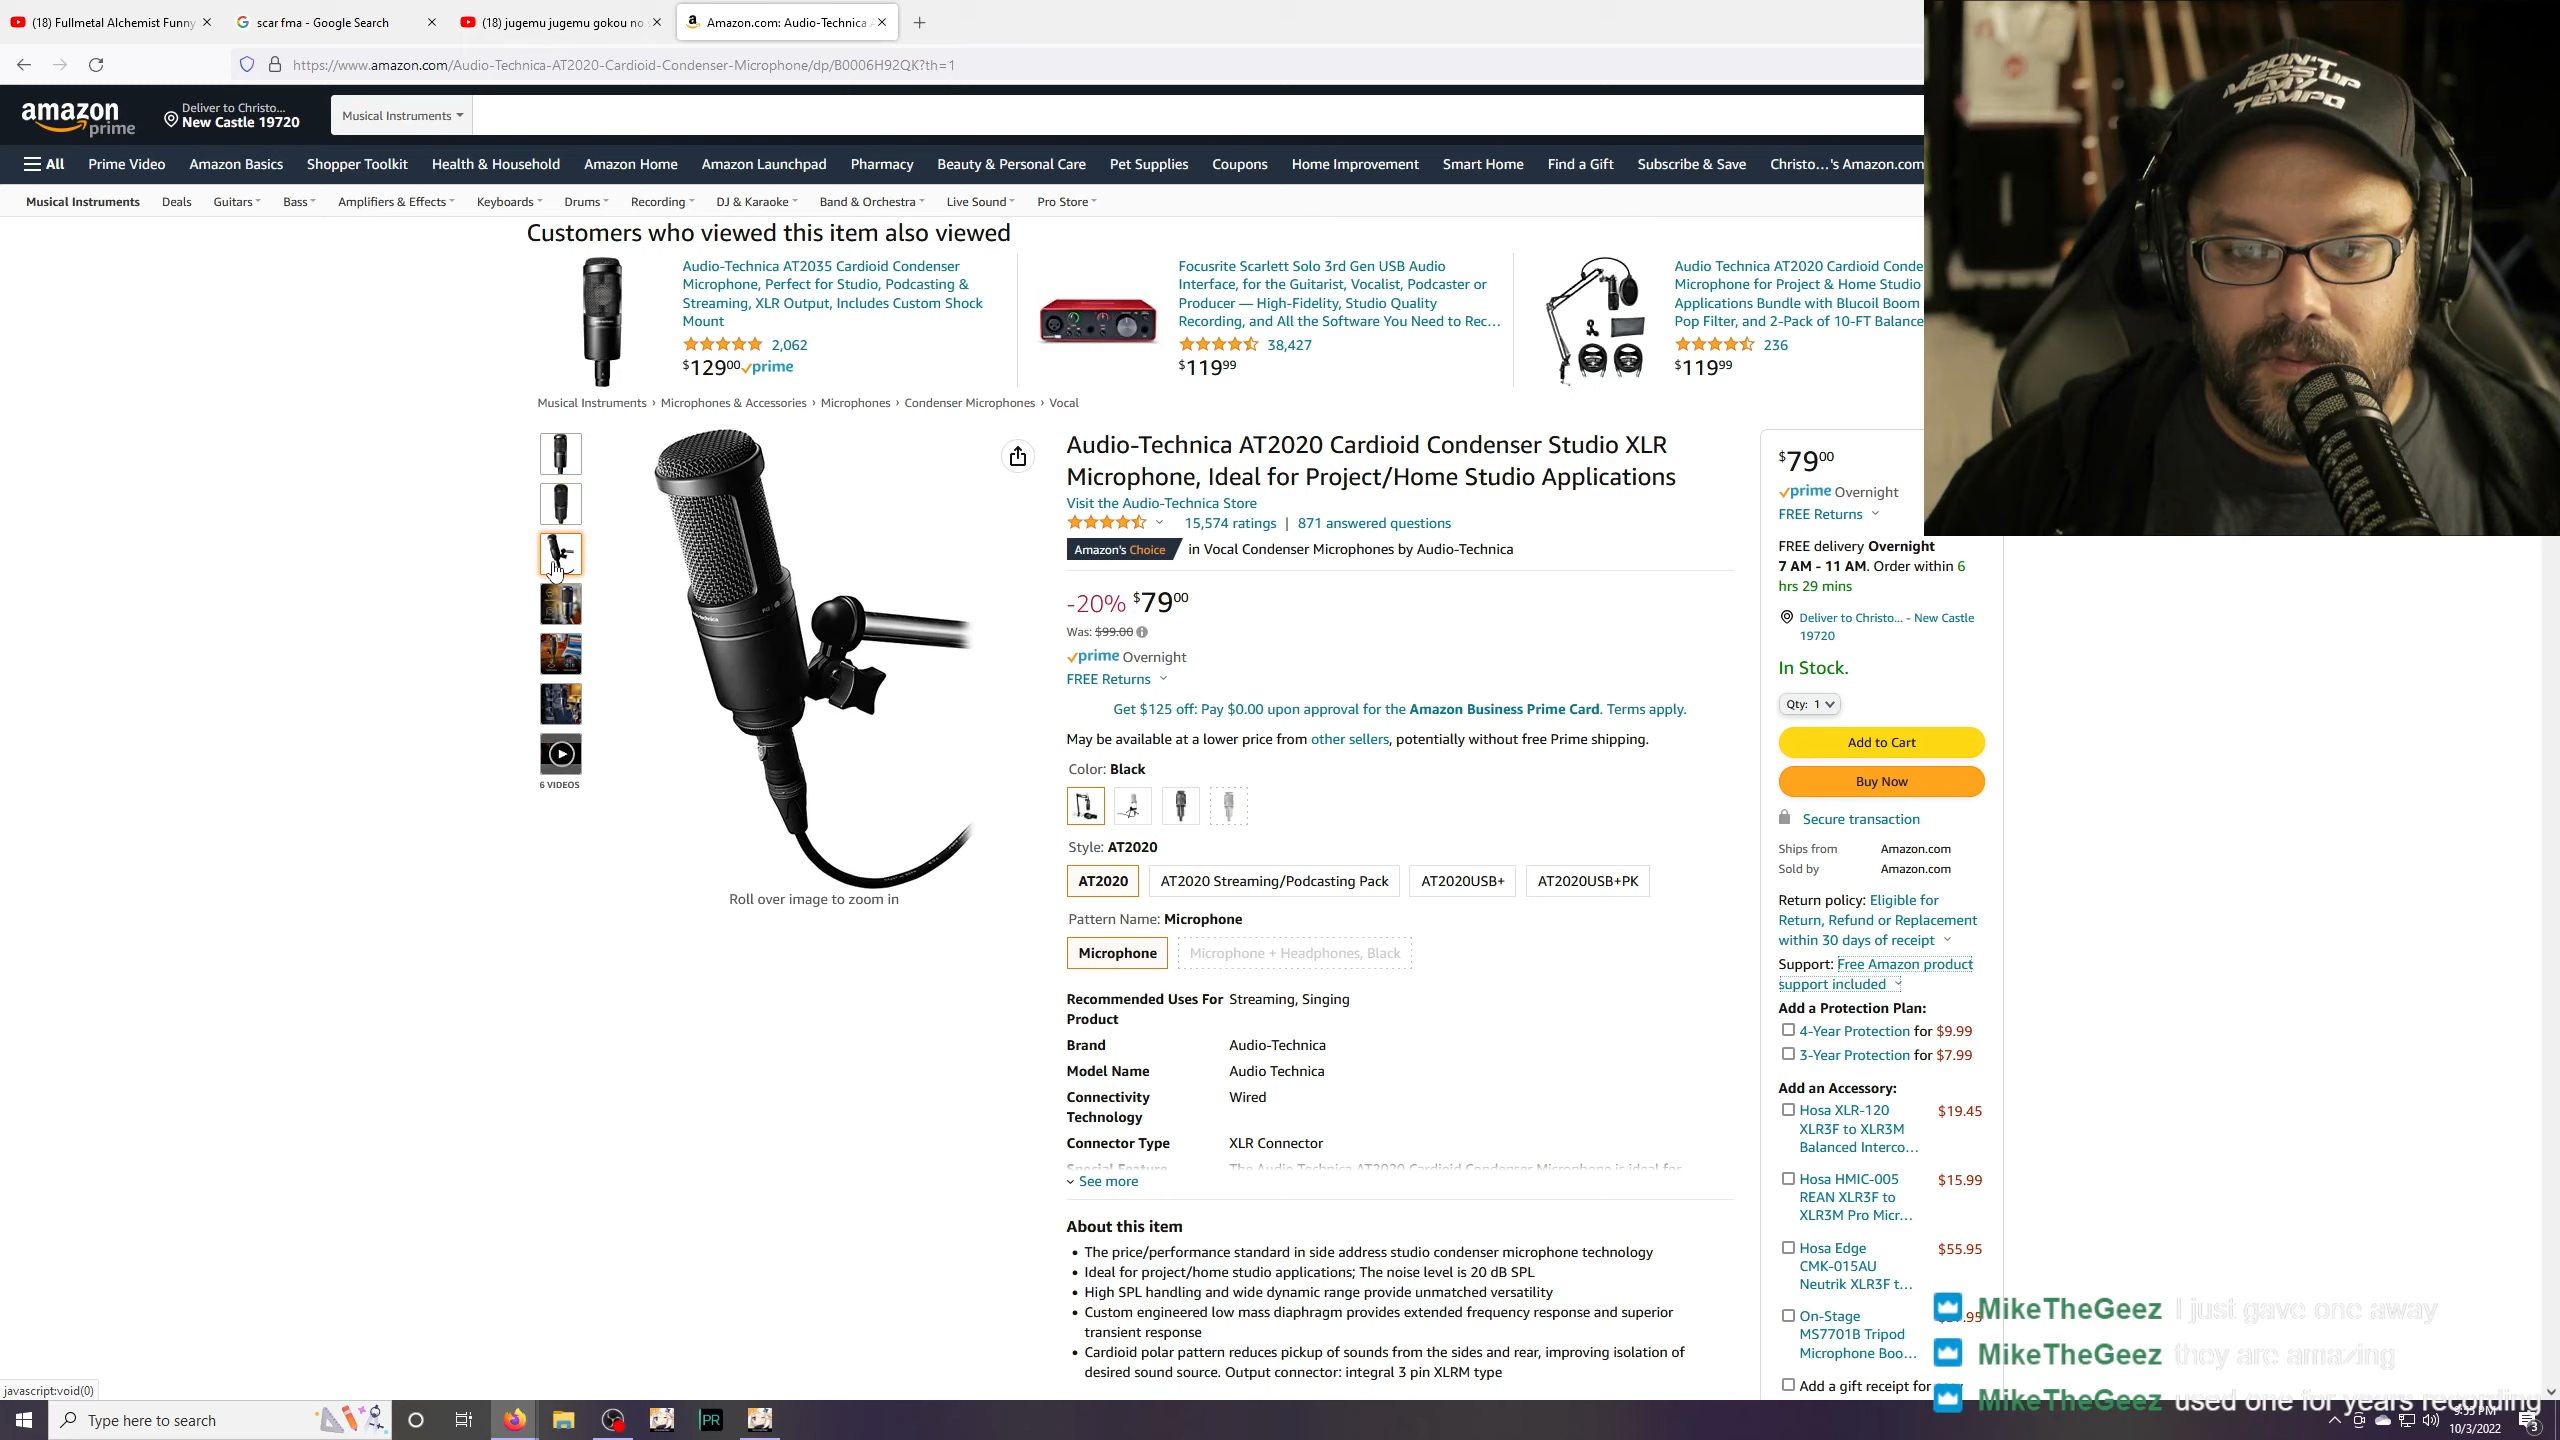 (18) Fullmetal Alchemist Funny
scar fma - Google Search
(18) jugemu jugemu gokou no
Amazon.com: Audio-Technica
https://www.amazon.com/Audio-Technica-AT2020-Cardioid-Condenser-Microphone/dp/B0006H92QK?th=1
amazon prime
Deliver to Christo...
New Castle 19720
Musical Instruments
All Prime Video Amazon Basics Shopper Toolkit Health & Household Amazon Home Amazon Launchpad Pharmacy Beauty & Personal Care Pet Supplies Coupons Home Improvement Smart Home Find a Gift Subscribe & Save Christo...'s Amazon.com
Musical Instruments Deals Guitars Bass Amplifiers & Effects Keyboards Drums Recording DJ & Karaoke Band & Orchestra Live Sound Pro Store
DON'T
MESS UP
MY
TEMPO
Customers who viewed this item also viewed
Audio-Technica AT2035 Cardioid Condenser
Microphone, Perfect for Studio, Podcasting &
Streaming, XLR Output, Includes Custom Shock
Mount
2,062
$129.00 prime
Focusrite Scarlett Solo 3rd Gen USB Audio
Interface, for the Guitarist, Vocalist, Podcaster or
Producer — High-Fidelity, Studio Quality
Recording, and All the Software You Need to Rec...
38,427
$119.99
Audio Technica AT2020 Cardioid Conde
Microphone for Project & Home Studio
Applications Bundle with Blucoil Boom
Pop Filter, and 2-Pack of 10-FT Balance
236
$119.99
Musical Instruments › Microphones & Accessories › Microphones › Condenser Microphones › Vocal
6 VIDEOS
Roll over image to zoom in
Audio-Technica AT2020 Cardioid Condenser Studio XLR
Microphone, Ideal for Project/Home Studio Applications
Visit the Audio-Technica Store
15,574 ratings | 871 answered questions
Amazon's Choice in Vocal Condenser Microphones by Audio-Technica
-20% $79.00
Was: $99.00
prime Overnight
FREE Returns
Get $125 off: Pay $0.00 upon approval for the Amazon Business Prime Card. Terms apply.
May be available at a lower price from other sellers, potentially without free Prime shipping.
Color: Black
Style: AT2020
AT2020 AT2020 Streaming/Podcasting Pack AT2020USB+ AT2020USB+PK
Pattern Name: Microphone
Microphone Microphone + Headphones, Black
Recommended Uses For Streaming, Singing
Product
Brand Audio-Technica
Model Name Audio Technica
Connectivity Wired
Technology
Connector Type XLR Connector
Special Feature The Audio Technica AT2020 Cardioid Condenser Microphone is ideal for
See more
About this item
• The price/performance standard in side address studio condenser microphone technology
• Ideal for project/home studio applications; The noise level is 20 dB SPL
• High SPL handling and wide dynamic range provide unmatched versatility
• Custom engineered low mass diaphragm provides extended frequency response and superior
transient response
• Cardioid polar pattern reduces pickup of sounds from the sides and rear, improving isolation of
desired sound source. Output connector: integral 3 pin XLRM type
$79.00
prime Overnight
FREE Returns
FREE delivery Overnight
7 AM - 11 AM. Order within 6
hrs 29 mins
Deliver to Christo... - New Castle
19720
In Stock.
Qty: 1
Add to Cart
Buy Now
Secure transaction
Ships from Amazon.com
Sold by Amazon.com
Return policy: Eligible for
Return, Refund or Replacement
within 30 days of receipt
Support: Free Amazon product
support included
Add a Protection Plan:
4-Year Protection for $9.99
3-Year Protection for $7.99
Add an Accessory:
Hosa XLR-120 $19.45
XLR3F to XLR3M
Balanced Interco...
Hosa HMIC-005 $15.99
REAN XLR3F to
XLR3M Pro Micr...
Hosa Edge $55.95
CMK-015AU
Neutrik XLR3F t...
On-Stage
MS7701B Tripod
Microphone Boo...
Add a gift receipt for
MikeTheGeez I just gave one away
MikeTheGeez they are amazing
MikeTheGeez used one for years recording
javascript:void(0)
Type here to search
PR
10/3/2022
3